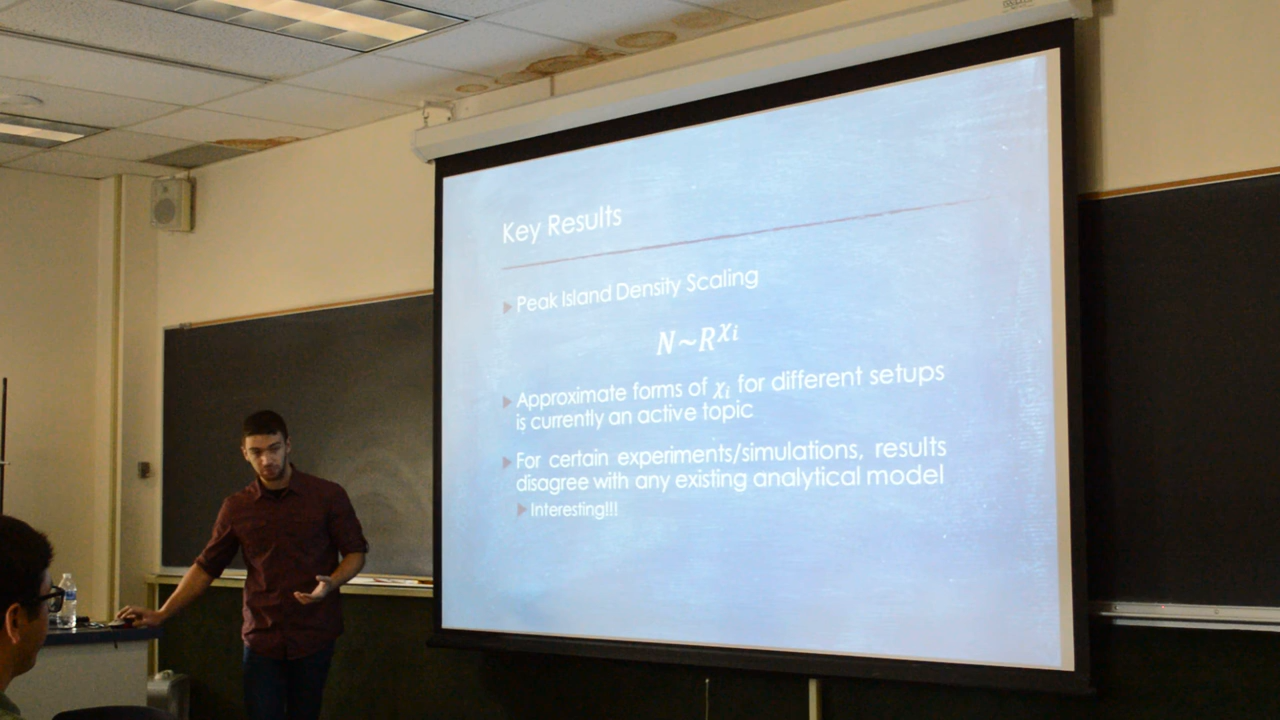 Key Results
Peak Island Density Scaling
N~R^χi
Approximate forms of χi for different setups
is currently an active topic
For certain experiments/simulations, results
disagree with any existing analytical model
Interesting!!!